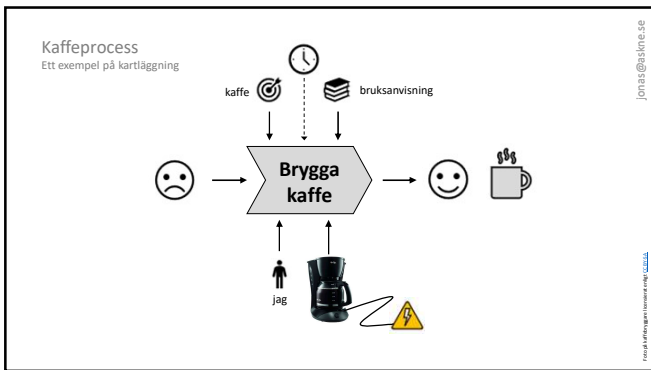 Kaffeprocess
Ett exempel på kartläggning
jonas@askne.se
kaffe
bruksanvisning
Brygga
kaffe
jag